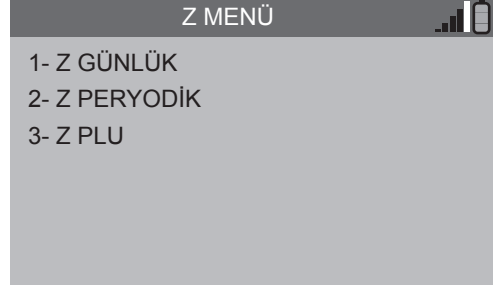 Z MENÜ
1- Z GÜNLÜK
2- Z PERYODİK
3- Z PLU